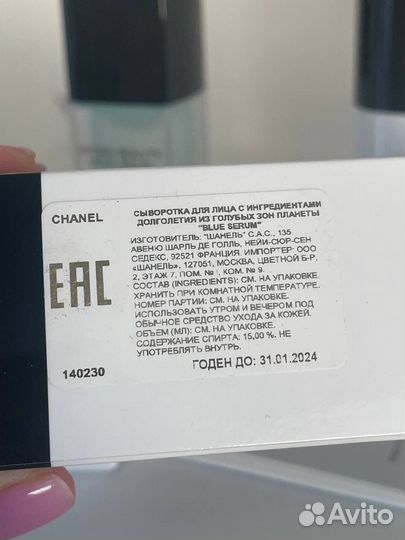 CHANEL
СЫВОРОТКА ДЛЯ ЛИЦА С ИНГРЕДИЕНТАМИ
ДОЛГОЛЕТИЯ ИЗ ГОЛУБЫХ ЗОН ПЛАНЕТЫ
"BLUE SERUM"
ИЗГОТОВИТЕЛЬ: "ШАНЕЛЬ" С.А.С., 135
АВЕНЮ ШАРЛЬ ДЕ ГОЛЛЬ, НЕЙИ-СЮР-СЕН
СЕДЕКС, 92521 ФРАНЦИЯ. ИМПОРТЕР: ООО
«ШАНЕЛЬ», 127051, МОСКВА, ЦВЕТНОЙ Б-Р,
2, ЭТАЖ 7, ПОМ. № I, КОМ. № 9.
СОСТАВ (INGREDIENTS): СМ. НА УПАКОВКЕ.
ХРАНИТЬ ПРИ КОМНАТНОЙ ТЕМПЕРАТУРЕ.
НОМЕР ПАРТИИ: СМ. НА УПАКОВКЕ.
ИСПОЛЬЗОВАТЬ УТРОМ И ВЕЧЕРОМ ПОД
ОБЫЧНОЕ СРЕДСТВО УХОДА ЗА КОЖЕЙ.
ОБЪЕМ (МЛ): СМ. НА УПАКОВКЕ.
СОДЕРЖАНИЕ СПИРТА: 15,00 %. НЕ
УПОТРЕБЛЯТЬ ВНУТРЬ.
EAC
140230
ГОДЕН ДО: 31.01.2024
Avito